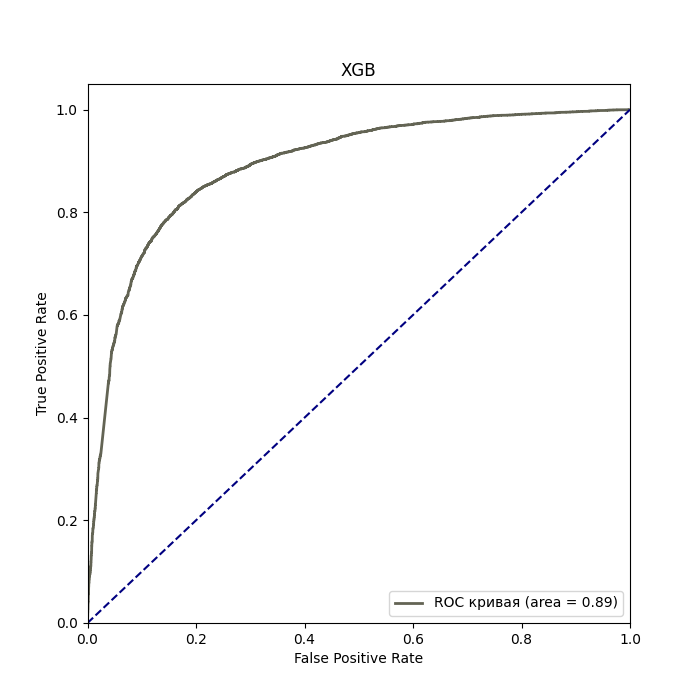 XGB
True Positive Rate
1.0
0.8
0.6
0.4
0.2
0.0
ROC кривая (area = 0.89)
0.0 0.2 0.4 0.6 0.8 1.0
False Positive Rate